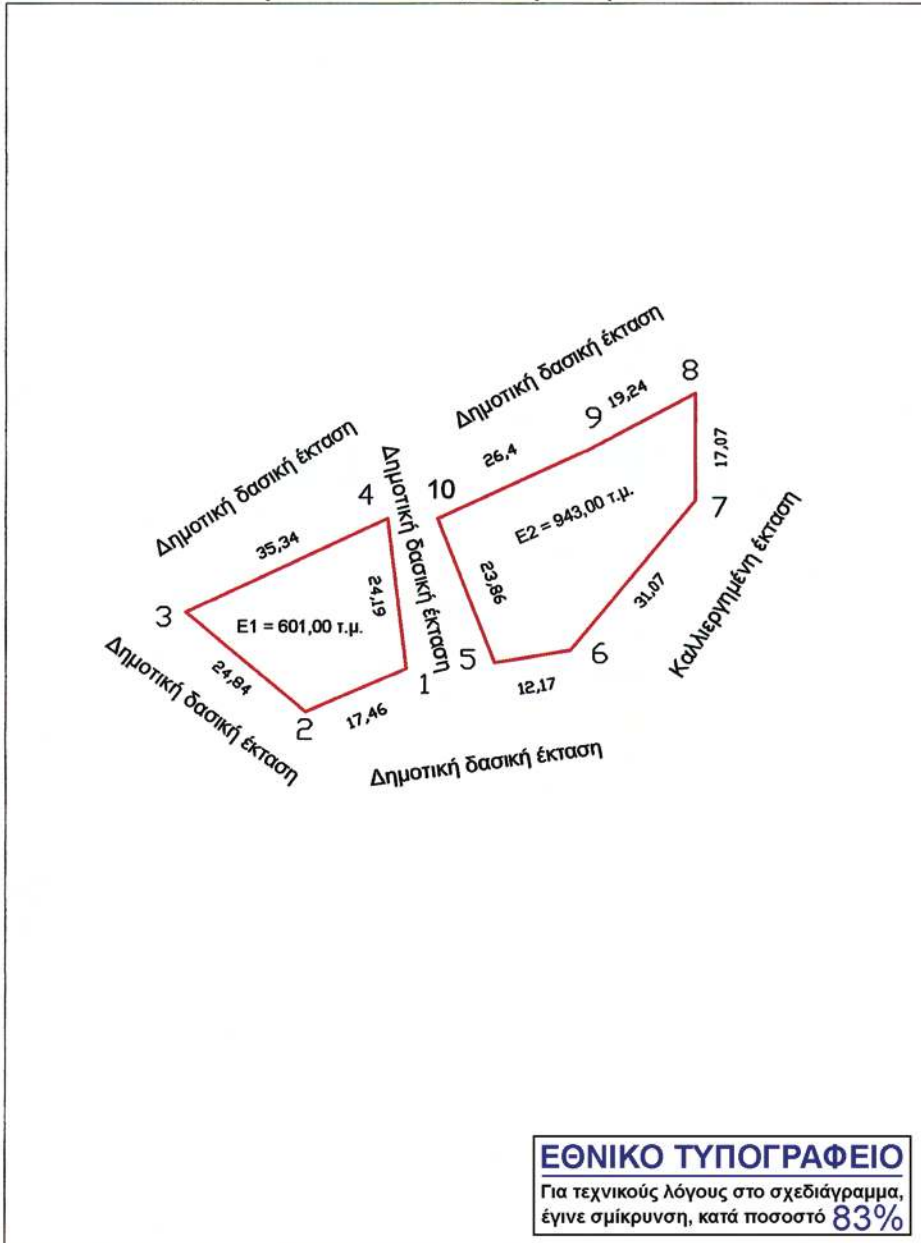 Δημοτική δασική έκταση
8
19,24
9
26,4
17,07
Δημοτική δασική έκταση
Δημοτική δασική έκταση
4
10
E2 = 943,00 τ.μ.
7
35,34
24,19
23,86
31,07
Καλλιεργημένη έκταση
3
E1 = 601,00 τ.μ.
5
6
24,84
1
12,17
Δημοτική δασική έκταση
2
17,46
Δημοτική δασική έκταση
ΕΘΝΙΚΟ ΤΥΠΟΓΡΑΦΕΙΟ
Για τεχνικούς λόγους στο σχεδιάγραμμα,
έγινε σμίκρυνση, κατά ποσοστό 83%